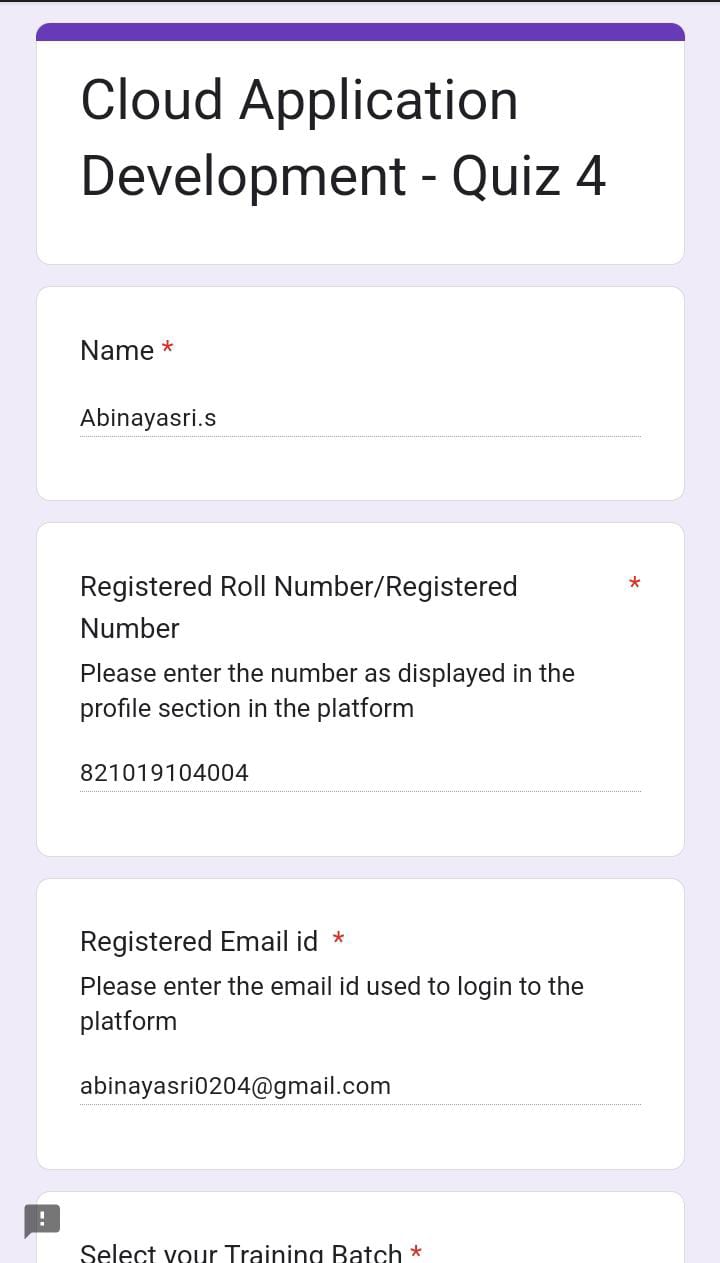 Cloud Application
Development - Quiz 4
Name *
Abinayasri.s
Registered Roll Number/Registered *
Number
Please enter the number as displayed in the
profile section in the platform
821019104004
Registered Email id *
Please enter the email id used to login to the
platform
abinayasri0204@gmail.com
Select your Training Batch *